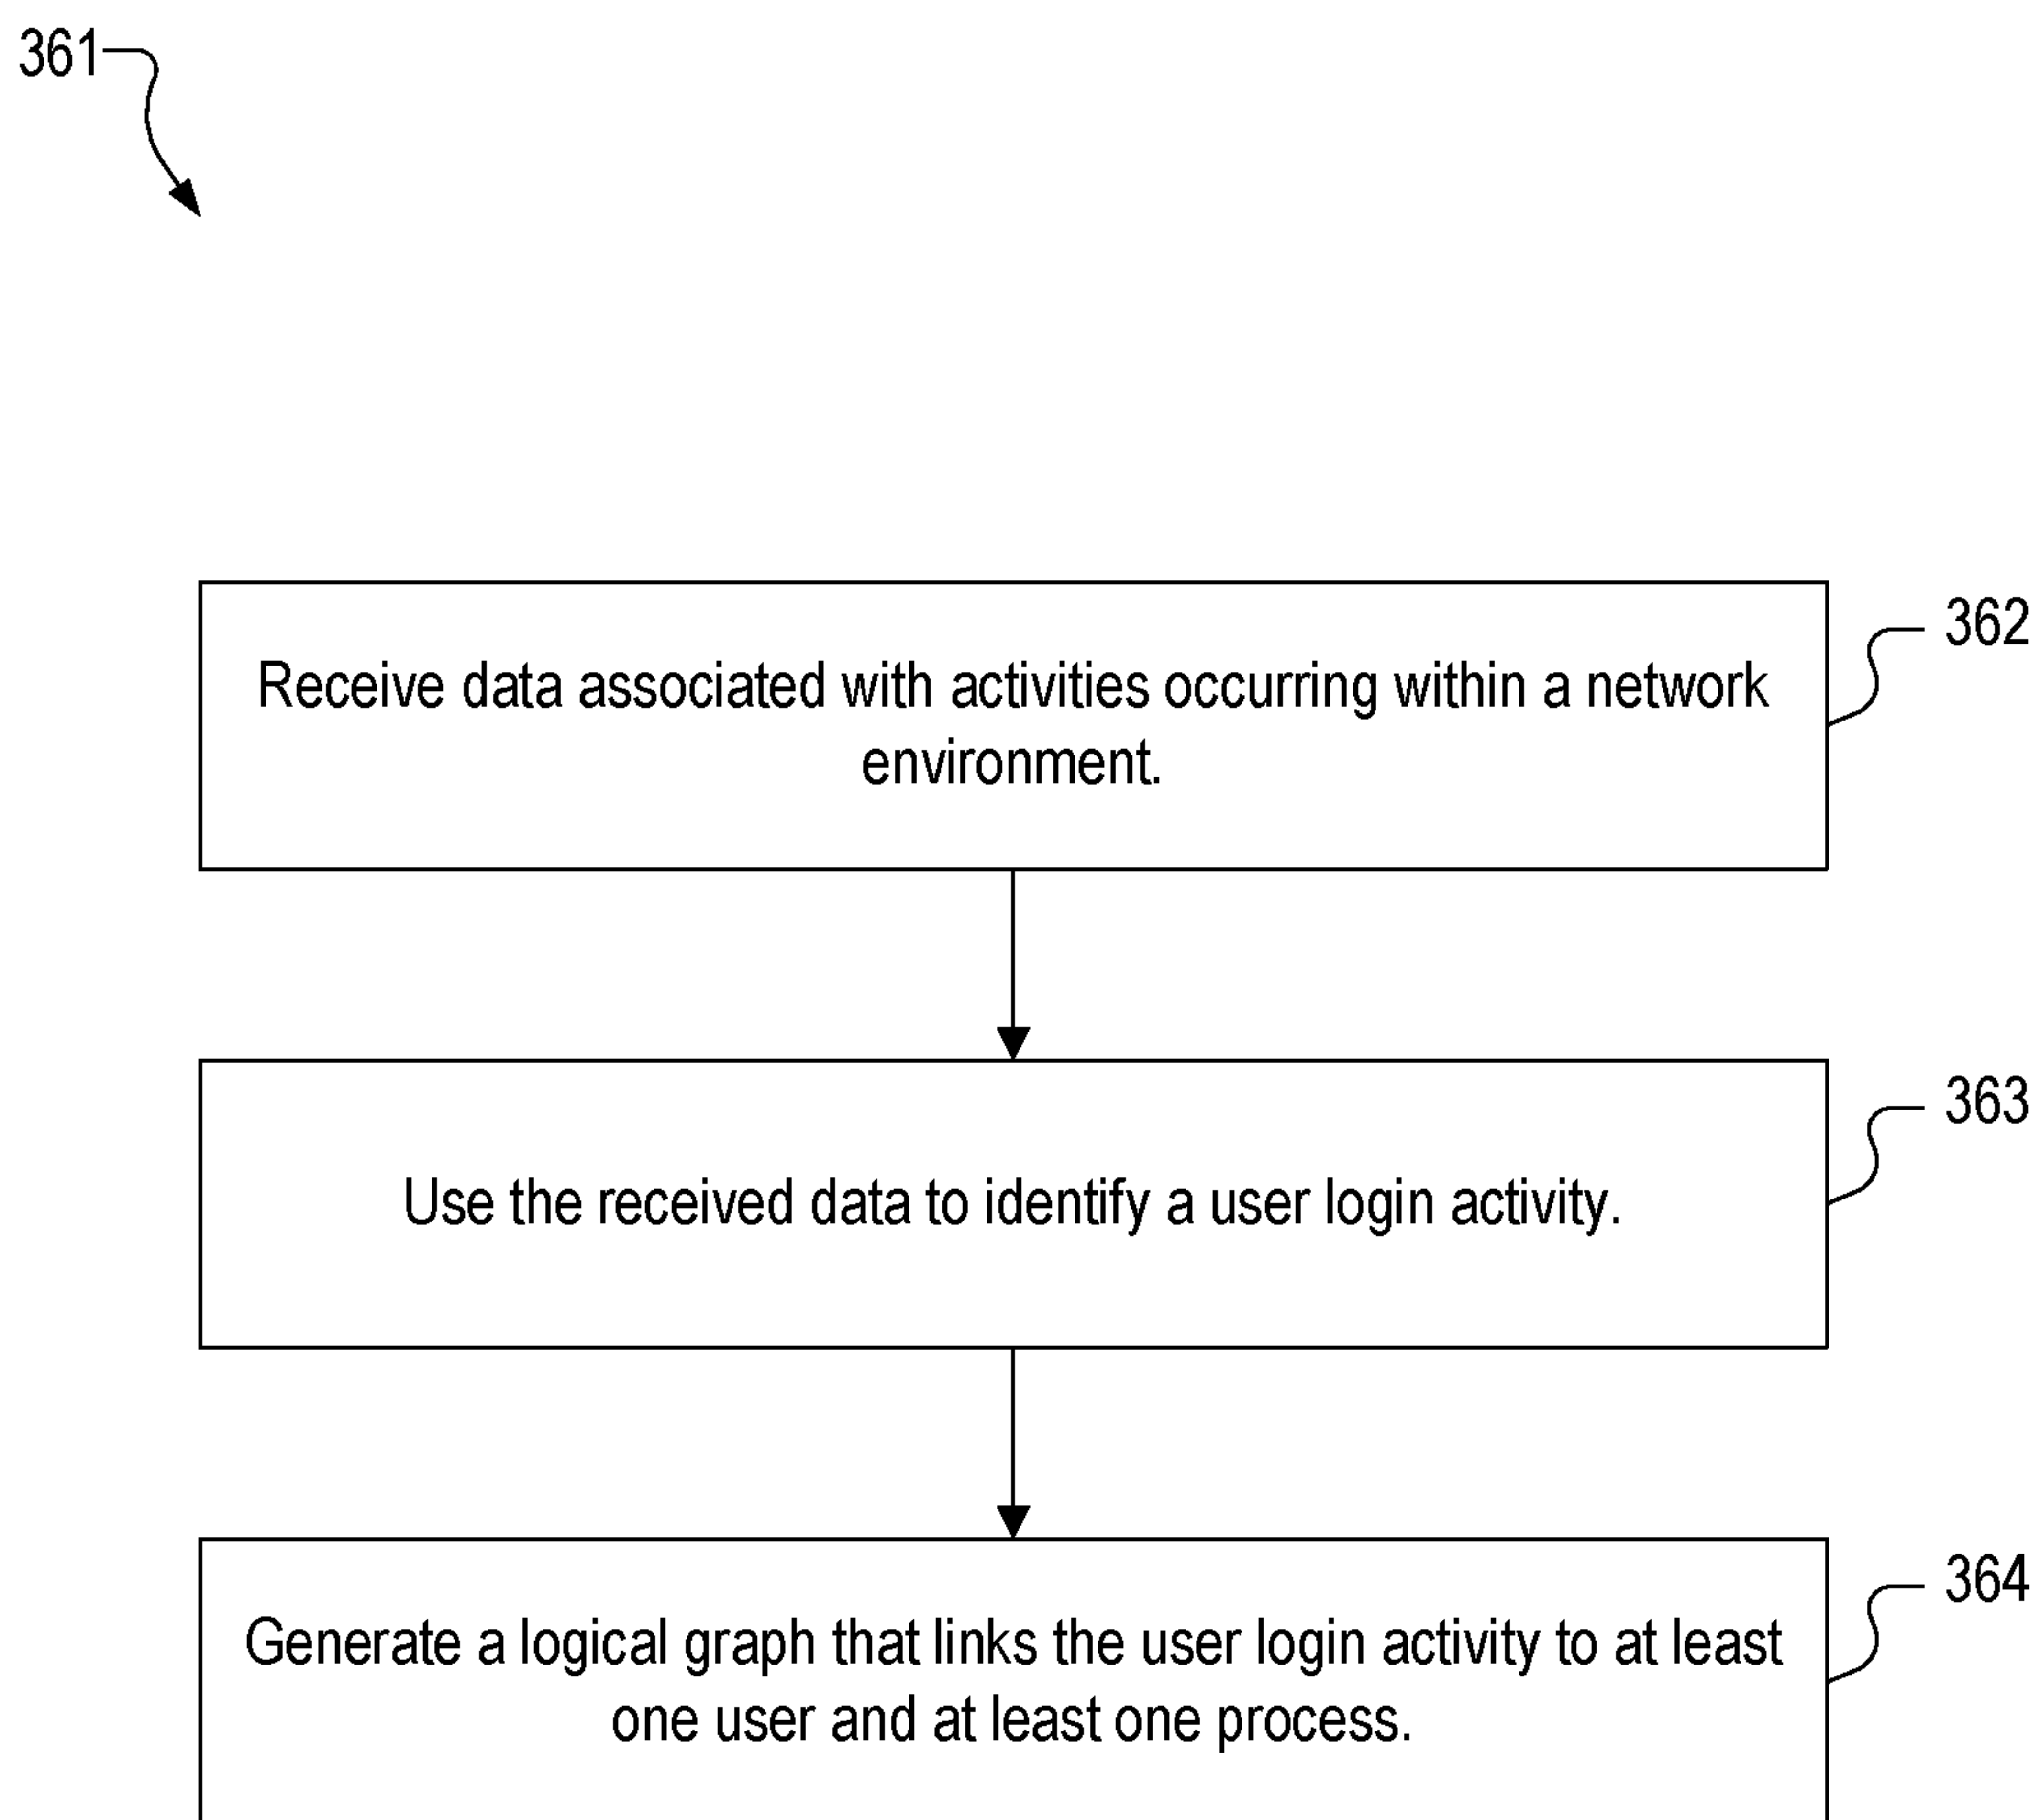 361
362
Receive data associated with activities occurring within a network
environment.
363
Use the received data to identify a user login activity.
364
Generate a logical graph that links the user login activity to at least
one user and at least one process.